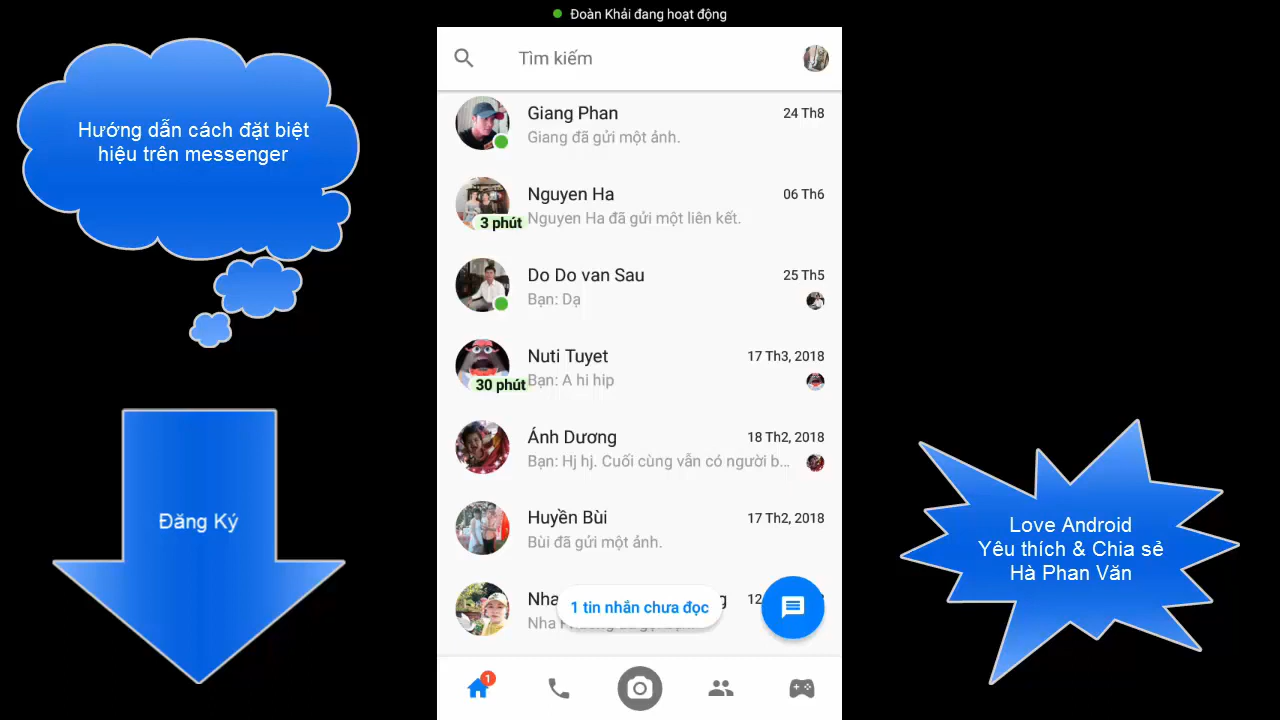 Đoàn Khải đang hoạt động
Hướng dẫn cách đặt biệt
hiệu trên messenger
Tìm kiếm
Giang Phan
24 Th8
Giang đã gửi một ảnh.
Nguyen Ha
06 Th6
3 phút
Nguyen Ha đã gửi một liên kết.
Do Do van Sau
25 Th5
Bạn: Dạ
Nuti Tuyet
17 Th3, 2018
30 phút
Bạn: A hi hip
Ánh Dương
18 Th2, 2018
Bạn: Hj hj. Cuối cùng vẫn có người b...
Huyền Bùi
17 Th2, 2018
Bùi đã gửi một ảnh.
Nha
12
1 tin nhắn chưa đọc
Nha
1
Đăng Ký
Love Android
Yêu thích & Chia sẻ
Hà Phan Văn